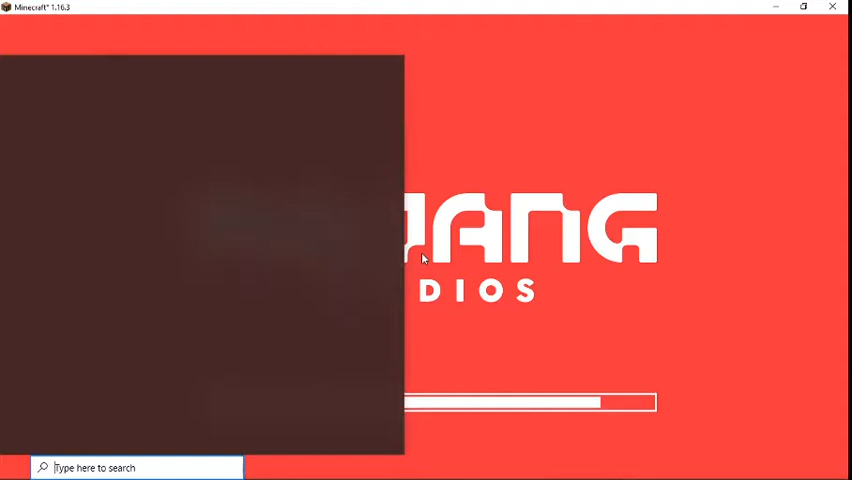 Minecraft* 1.16.3
JANG
DIOS
Type here to search